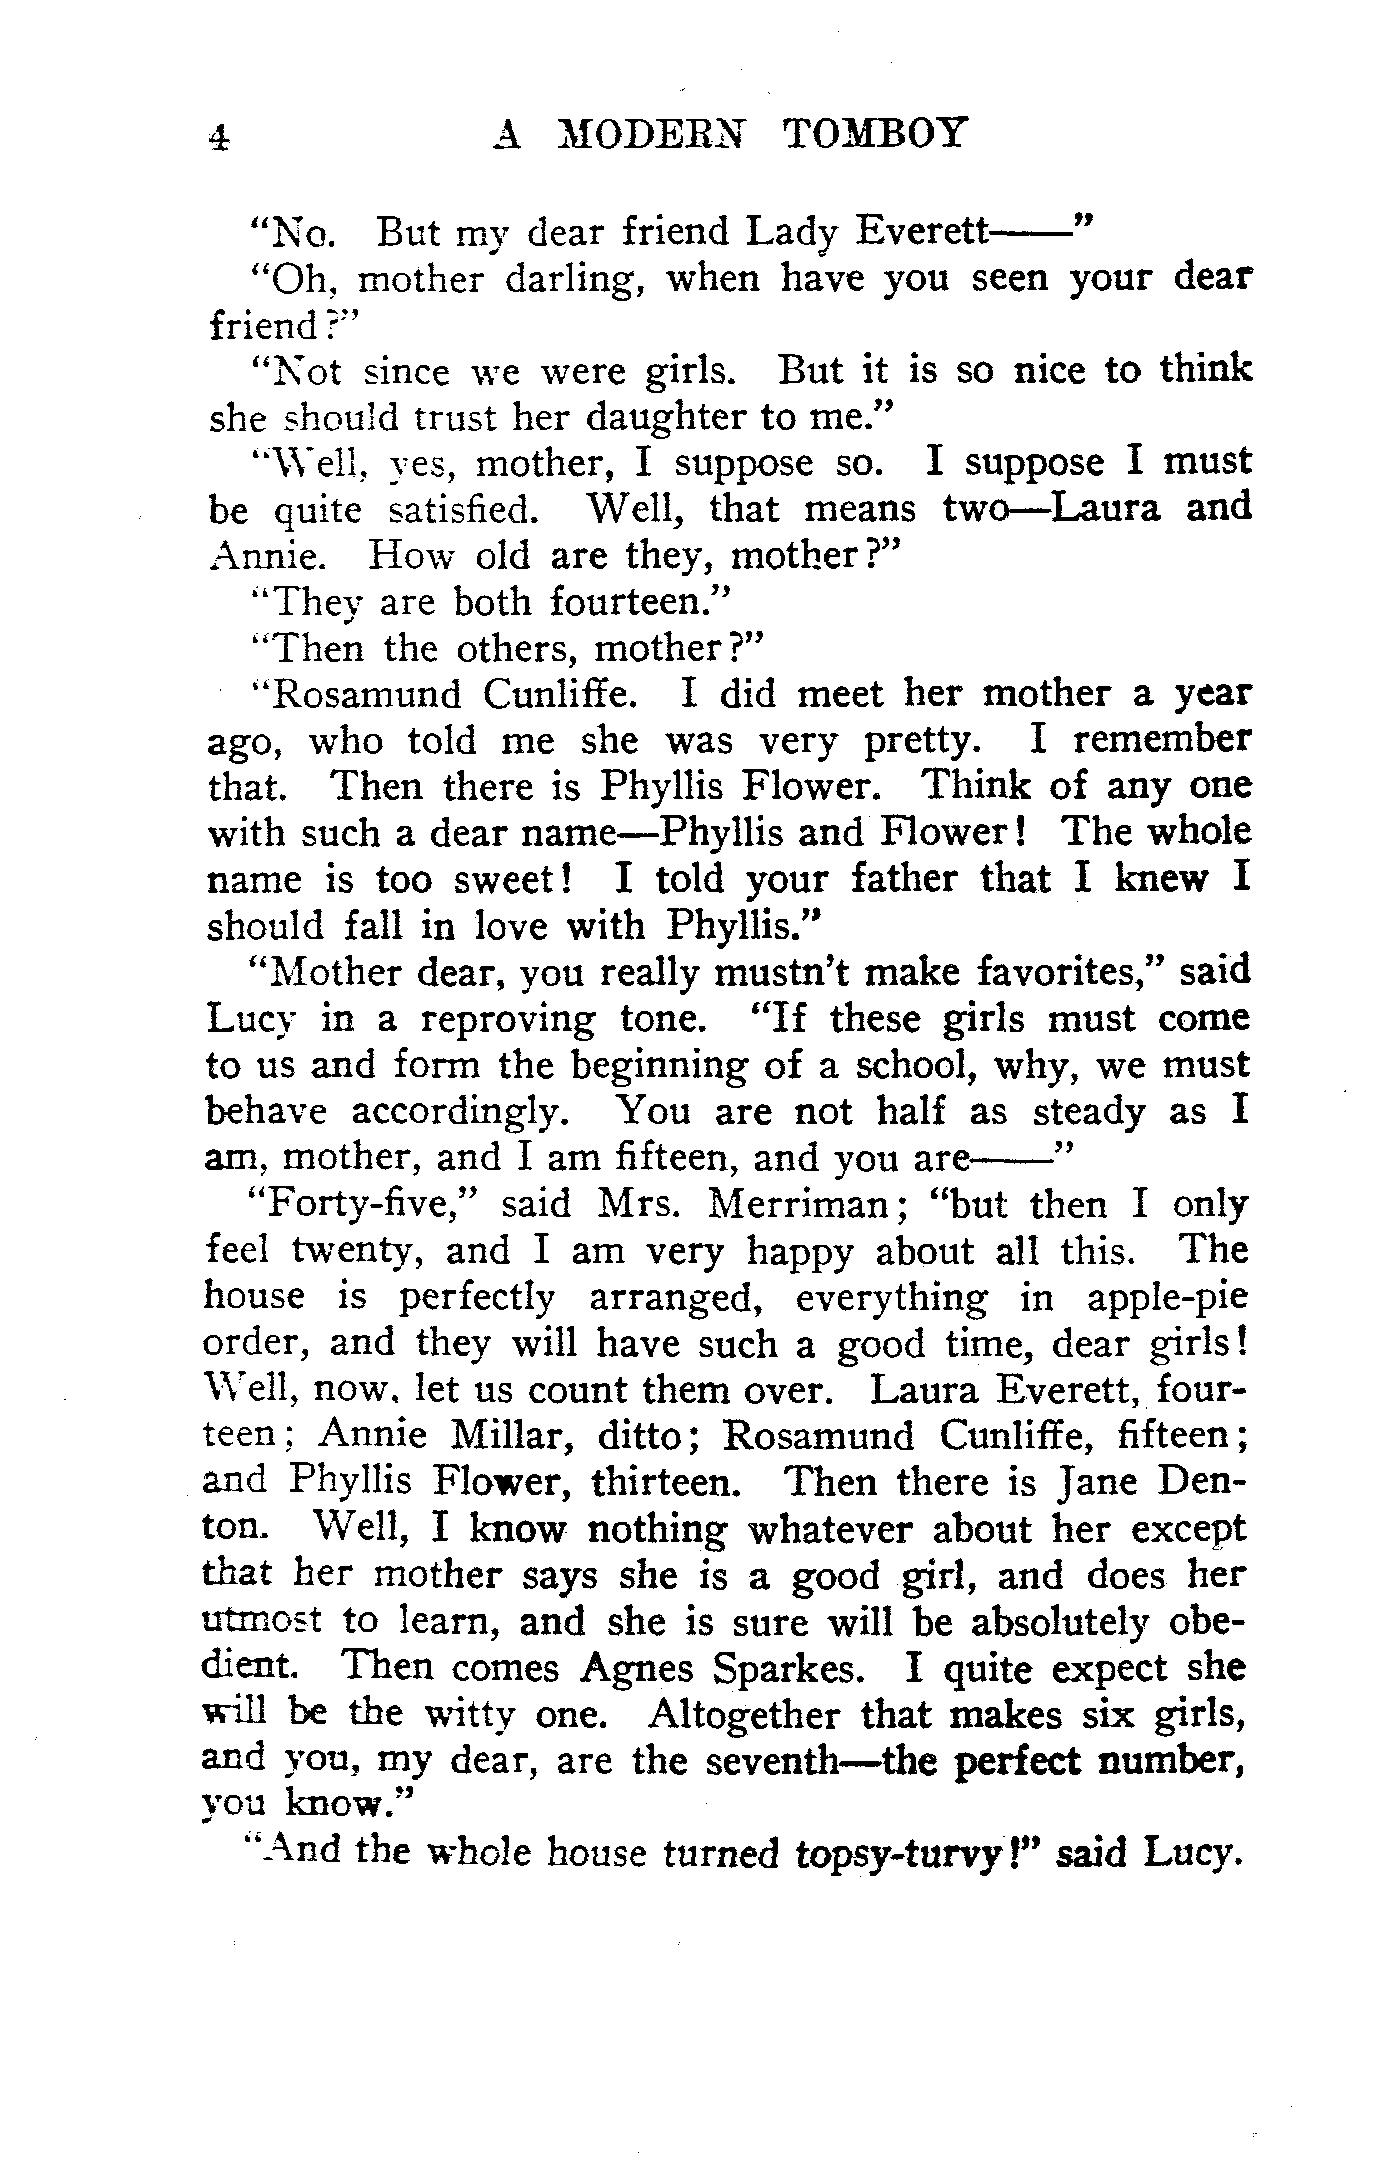 4 A MODERN TOMBOY
"No. But my dear friend Lady Everett——"
"Oh, mother darling, when have you seen your dear
friend?"
"Not since we were girls. But it is so nice to think
she should trust her daughter to me."
"Well, yes, mother, I suppose so. I suppose I must
be quite satisfied. Well, that means two—Laura and
Annie. How old are they, mother?"
"They are both fourteen."
"Then the others, mother?"
"Rosamund Cunliffe. I did meet her mother a year
ago, who told me she was very pretty. I remember
that. Then there is Phyllis Flower. Think of any one
with such a dear name—Phyllis and Flower! The whole
name is too sweet! I told your father that I knew I
should fall in love with Phyllis."
"Mother dear, you really mustn't make favorites," said
Lucy in a reproving tone. "If these girls must come
to us and form the beginning of a school, why, we must
behave accordingly. You are not half as steady as I
am, mother, and I am fifteen, and you are——"
"Forty-five," said Mrs. Merriman; "but then I only
feel twenty, and I am very happy about all this. The
house is perfectly arranged, everything in apple-pie
order, and they will have such a good time, dear girls!
Well, now, let us count them over. Laura Everett, four-
teen; Annie Millar, ditto; Rosamund Cunliffe, fifteen;
and Phyllis Flower, thirteen. Then there is Jane Den-
ton. Well, I know nothing whatever about her except
that her mother says she is a good girl, and does her
utmost to learn, and she is sure will be absolutely obe-
dient. Then comes Agnes Sparkes. I quite expect she
will be the witty one. Altogether that makes six girls,
and you, my dear, are the seventh—the perfect number,
you know."
"And the whole house turned topsy-turvy!" said Lucy.